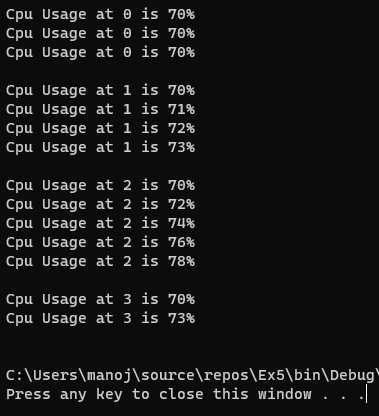 Cpu Usage at 0 is 70%
Cpu Usage at 0 is 70%
Cpu Usage at 0 is 70%
Cpu Usage at 1 is 70%
Cpu Usage at 1 is 71%
Cpu Usage at 1 is 72%
Cpu Usage at 1 is 73%
Cpu Usage at 2 is 70%
Cpu Usage at 2 is 72%
Cpu Usage at 2 is 74%
Cpu Usage at 2 is 76%
Cpu Usage at 2 is 78%
Cpu Usage at 3 is 70%
Cpu Usage at 3 is 73%
C:\Users\manoj\source\repos\Ex5\bin\Debug\
Press any key to close this window . . .